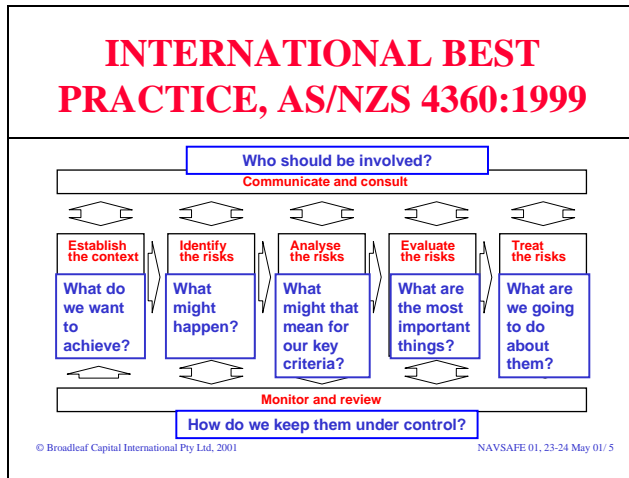 INTERNATIONAL BEST
PRACTICE, AS/NZS 4360:1999
Who should be involved?
Communicate and consult
Establish
the context
What do
we want
to
achieve?
Identify
the risks
What
might
happen?
Analyse
the risks
What
might that
mean for
our key
criteria?
Evaluate
the risks
What are
the most
important
things?
Treat
the risks
What are
we going
to do
about
them?
Monitor and review
How do we keep them under control?
© Broadleaf Capital International Pty Ltd, 2001
NAVSAFE 01, 23-24 May 01/ 5